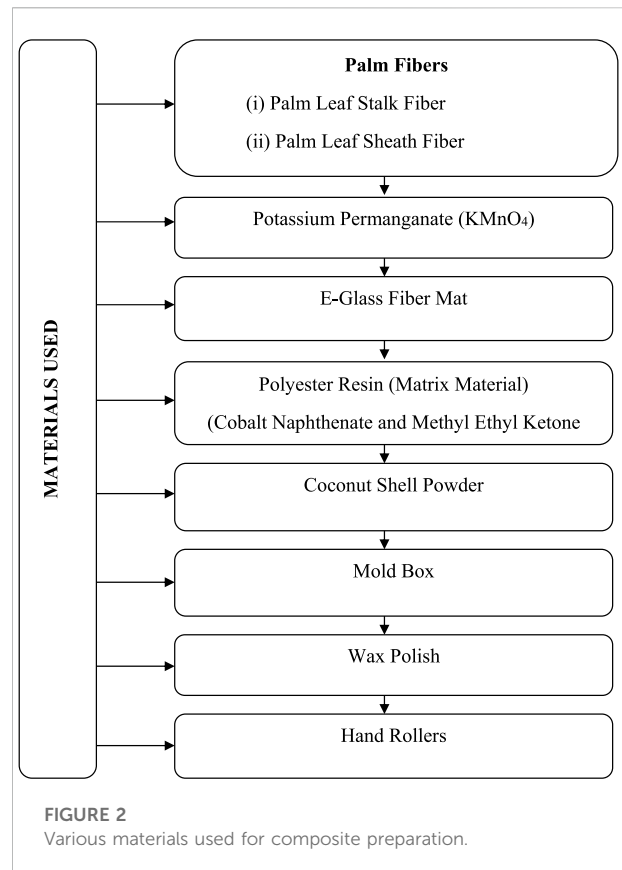 MATERIALS USED
Palm Fibers
(i) Palm Leaf Stalk Fiber
(ii) Palm Leaf Sheath Fiber
Potassium Permanganate (KMnO₄)
E-Glass Fiber Mat
Polyester Resin (Matrix Material)
(Cobalt Naphthenate and Methyl Ethyl Ketone
Coconut Shell Powder
Mold Box
Wax Polish
Hand Rollers
FIGURE 2
Various materials used for composite preparation.